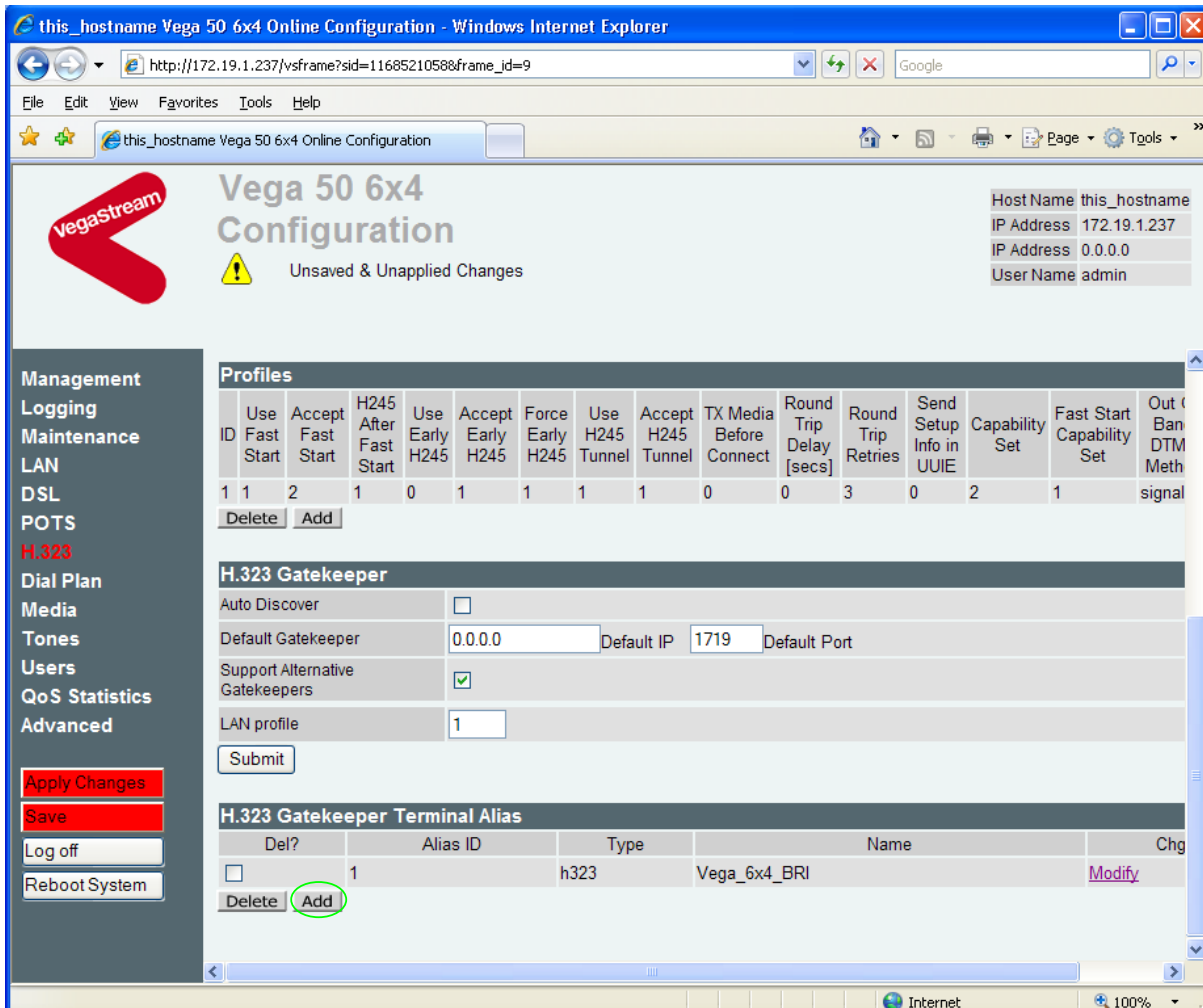 this_hostname Vega 50 6x4 Online Configuration - Windows Internet Explorer
http://172.19.1.237/vsframe?sid=1168521058&frame_id=9
Google
File Edit View Favorites Tools Help
this_hostname Vega 50 6x4 Online Configuration
Page Tools »
vegastream
Vega 50 6x4
Configuration
Unsaved & Unapplied Changes
Host Name this_hostname
IP Address 172.19.1.237
IP Address 0.0.0.0
User Name admin
Management
Logging
Maintenance
LAN
DSL
POTS
H.323
Dial Plan
Media
Tones
Users
QoS Statistics
Advanced
Apply Changes
Save
Log off
Reboot System
Profiles
ID Use Fast Start Accept Fast Start H245 After Fast Start Use Early H245 Accept Early H245 Force Early H245 Use H245 Tunnel Accept H245 Tunnel TX Media Before Connect Round Trip Delay [secs] Round Trip Retries Send Setup Info in UUIE Capability Set Fast Start Capability Set Out Ban DTM Meth
1 1 2 1 0 1 1 1 1 0 0 3 0 2 1 signal
Delete Add
H.323 Gatekeeper
Auto Discover
Default Gatekeeper 0.0.0.0 Default IP 1719 Default Port
Support Alternative
Gatekeepers
LAN profile 1
Submit
H.323 Gatekeeper Terminal Alias
Del? Alias ID Type Name Chg
1 h323 Vega_6x4_BRI Modify
Delete Add
Internet 100%